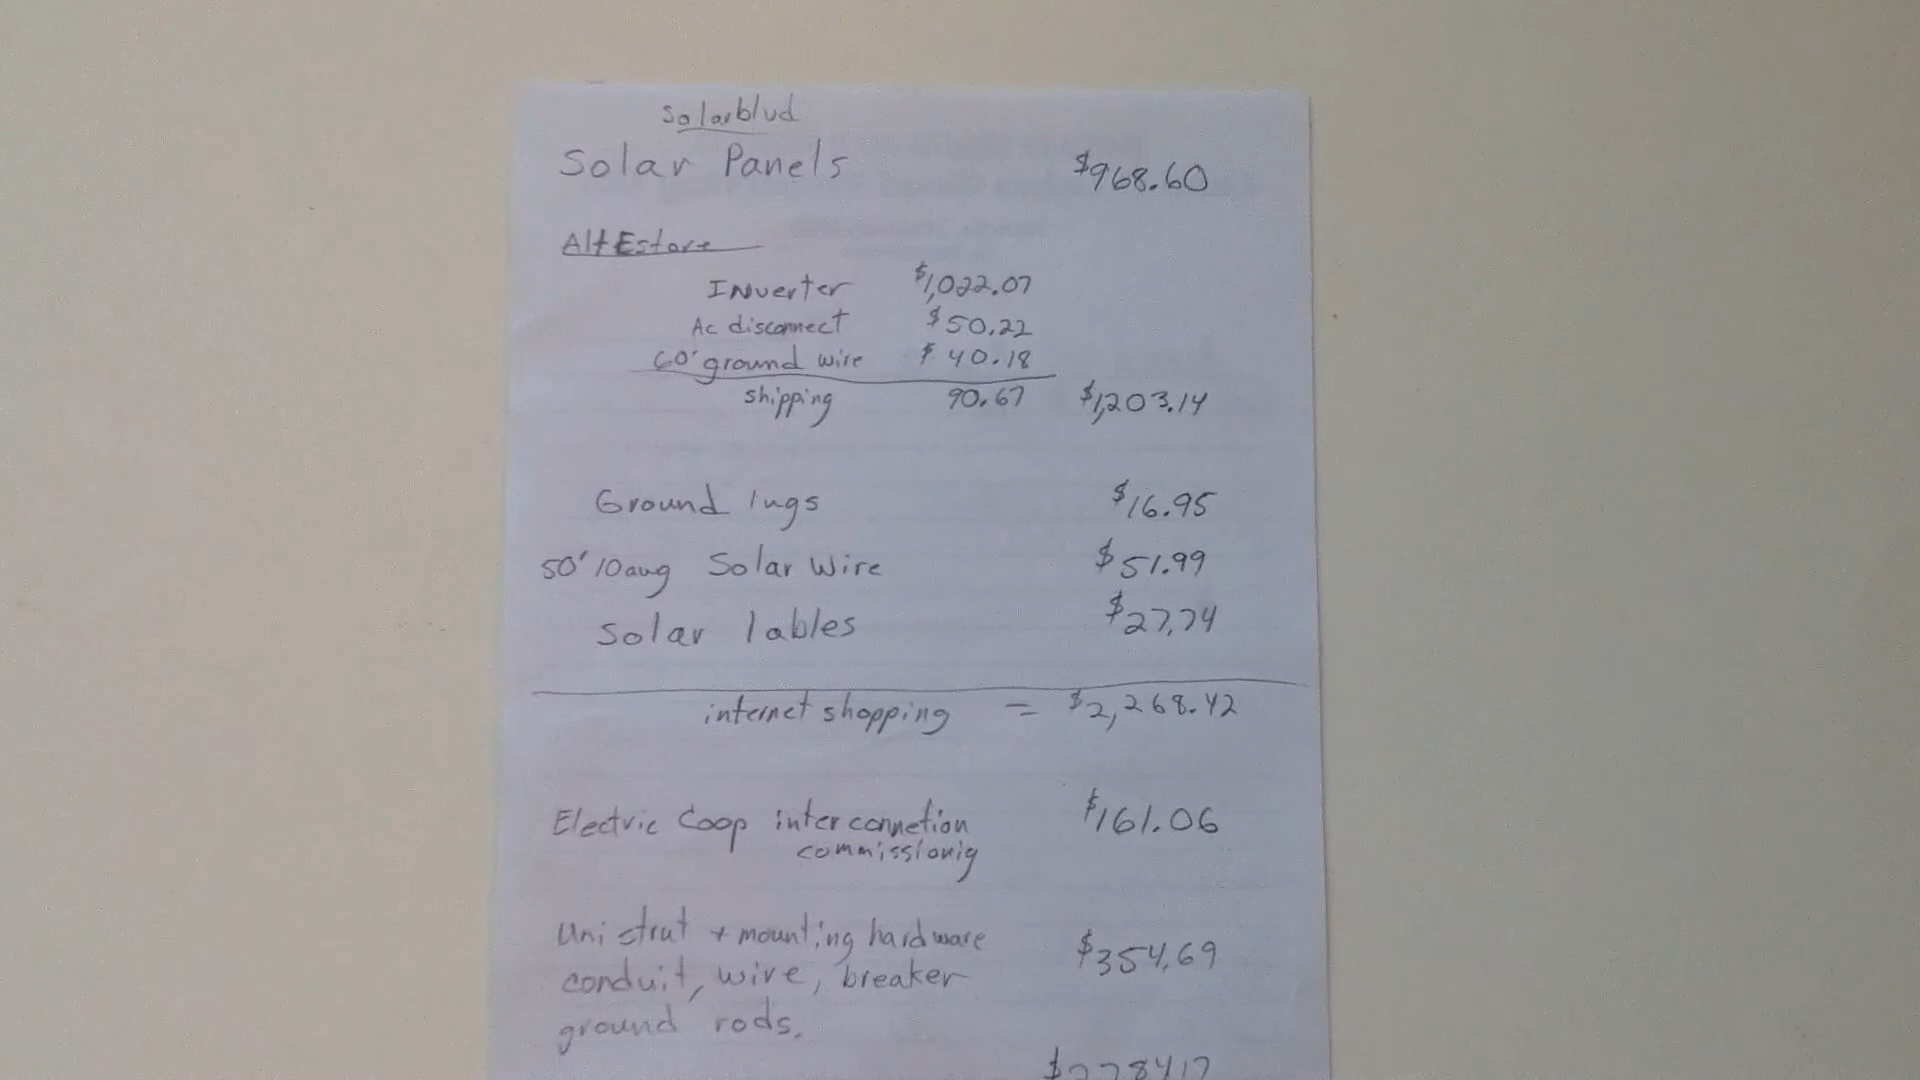 Solarblvd
Solar Panels $968.60
AltEstore
Inverter $1,022.07
Ac disconnect $50.22
60' ground wire $40.18
shipping 90.67 $1,203.14
Ground lugs $16.95
50' 10awg Solar Wire $51.99
Solar lables $27.74
internet shopping = $2,268.42
Electric Coop interconnetion $161.06
commissionig
Unistrut + mounting hardware $354.69
conduit, wire, breaker
ground rods.
$2784.17